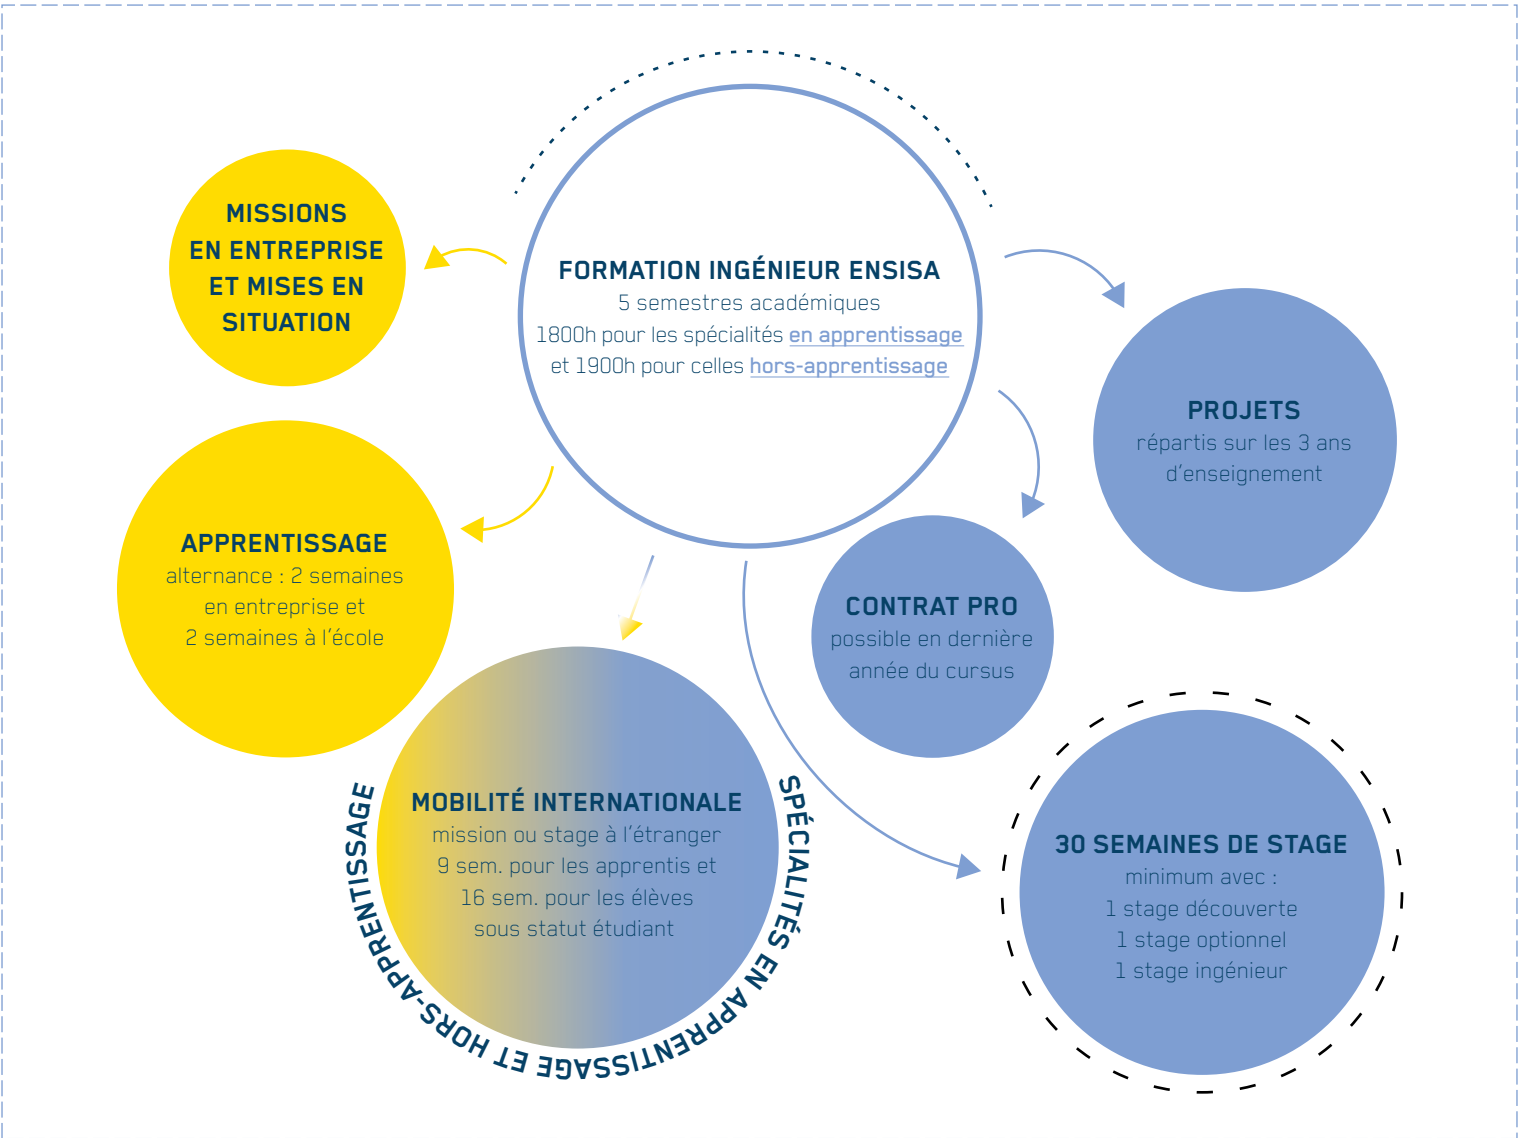 FORMATION INGÉNIEUR ENSISA
5 semestres académiques
1800h pour les spécialités en apprentissage
et 1900h pour celles hors-apprentissage
MISSIONS
EN ENTREPRISE
ET MISES EN
SITUATION
APPRENTISSAGE
alternance : 2 semaines
en entreprise et
2 semaines à l'école
MOBILITÉ INTERNATIONALE
mission ou stage à l'étranger
9 sem. pour les apprentis et
16 sem. pour les élèves
sous statut étudiant
SPÉCIALITÉS EN APPRENTISSAGE ET HORS-APPRENTISSAGE
CONTRAT PRO
possible en dernière
année du cursus
PROJETS
répartis sur les 3 ans
d'enseignement
30 SEMAINES DE STAGE
minimum avec :
1 stage découverte
1 stage optionnel
1 stage ingénieur